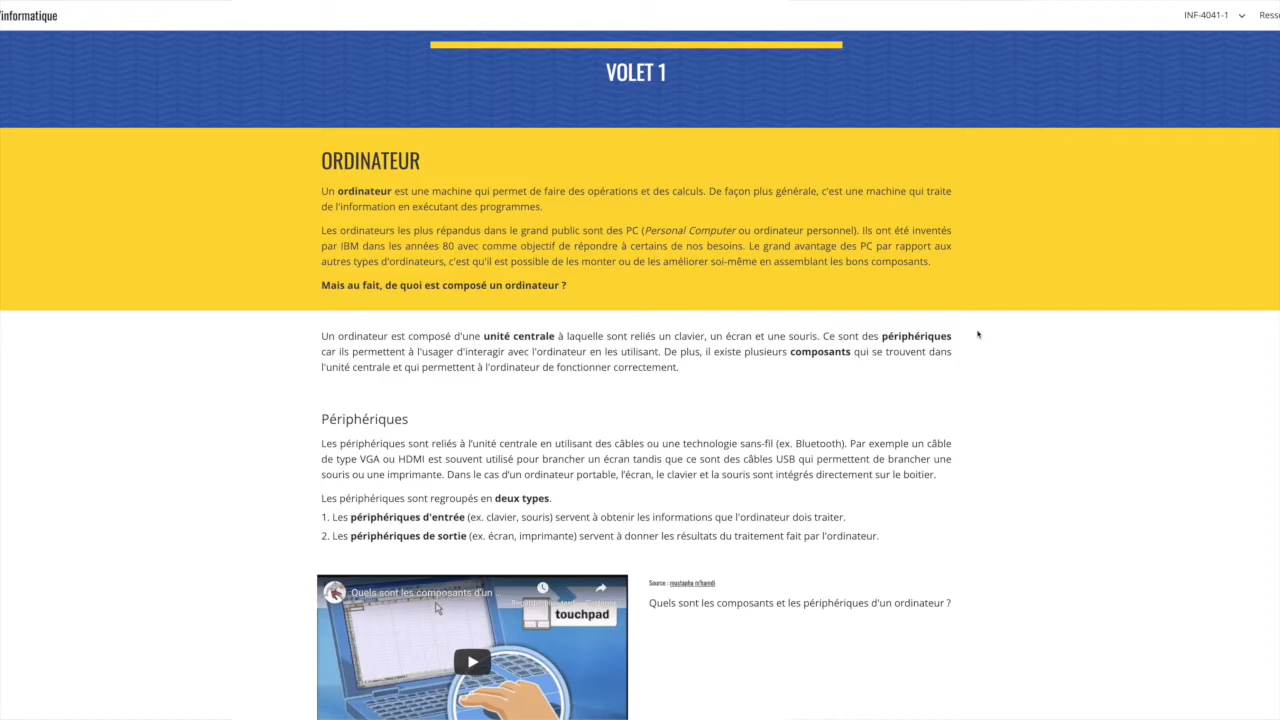 'informatique
INF-4041-1
Ress
VOLET 1
ORDINATEUR
Un ordinateur est une machine qui permet de faire des opérations et des calculs. De façon plus générale, c'est une machine qui traite
de l'information en exécutant des programmes.
Les ordinateurs les plus répandus dans le grand public sont des PC (Personal Computer ou ordinateur personnel). Ils ont été inventés
par IBM dans les années 80 avec comme objectif de répondre à certains de nos besoins. Le grand avantage des PC par rapport aux
autres types d'ordinateurs, c'est qu'il est possible de les monter ou de les améliorer soi-même en assemblant les bons composants.
Mais au fait, de quoi est composé un ordinateur ?
Un ordinateur est composé d'une unité centrale à laquelle sont reliés un clavier, un écran et une souris. Ce sont des périphériques
car ils permettent à l'usager d'interagir avec l'ordinateur en les utilisant. De plus, il existe plusieurs composants qui se trouvent dans
l'unité centrale et qui permettent à l'ordinateur de fonctionner correctement.
Périphériques
Les périphériques sont reliés à l'unité centrale en utilisant des câbles ou une technologie sans-fil (ex. Bluetooth). Par exemple un câble
de type VGA ou HDMI est souvent utilisé pour brancher un écran tandis que ce sont des câbles USB qui permettent de brancher une
souris ou une imprimante. Dans le cas d'un ordinateur portable, l'écran, le clavier et la souris sont intégrés directement sur le boitier.
Les périphériques sont regroupés en deux types.
1. Les périphériques d'entrée (ex. clavier, souris) servent à obtenir les informations que l'ordinateur dois traiter.
2. Les périphériques de sortie (ex. écran, imprimante) servent à donner les résultats du traitement fait par l'ordinateur.
Quels sont les composants d'un ...
touchpad
Source : mustapha m'hamdi
Quels sont les composants et les périphériques d'un ordinateur ?